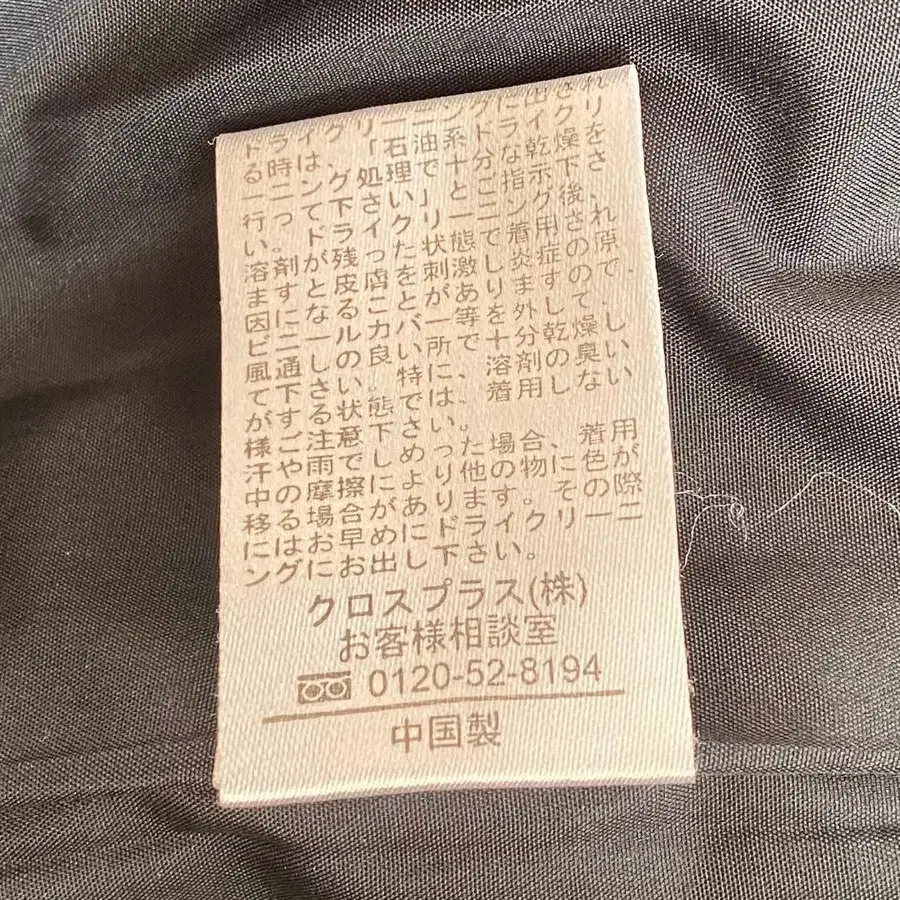 ドライクリーニングに出され
る時は、「石油系ドライクリ
ーニング処理で十分な乾燥を
行って下さい」とご指示下さ
い。ドライクリーニング後、
溶剤が残った状態で着用され
ますと皮膚を刺激し炎症の原
因になることがありますので、
ビニールカバー等を外し、
風通しの良い所で十分乾燥し
て下さい。特に、溶剤の臭い
がする状態では着用しない
様ご注意下さい。
汗や雨でしめった場合、着用
中の摩擦により他の物に色が
移る場合があります。その際
にはお早めにドライクリーニ
ングにお出し下さい。
クロスプラス(株)
お客様相談室
0120-52-8194
中国製